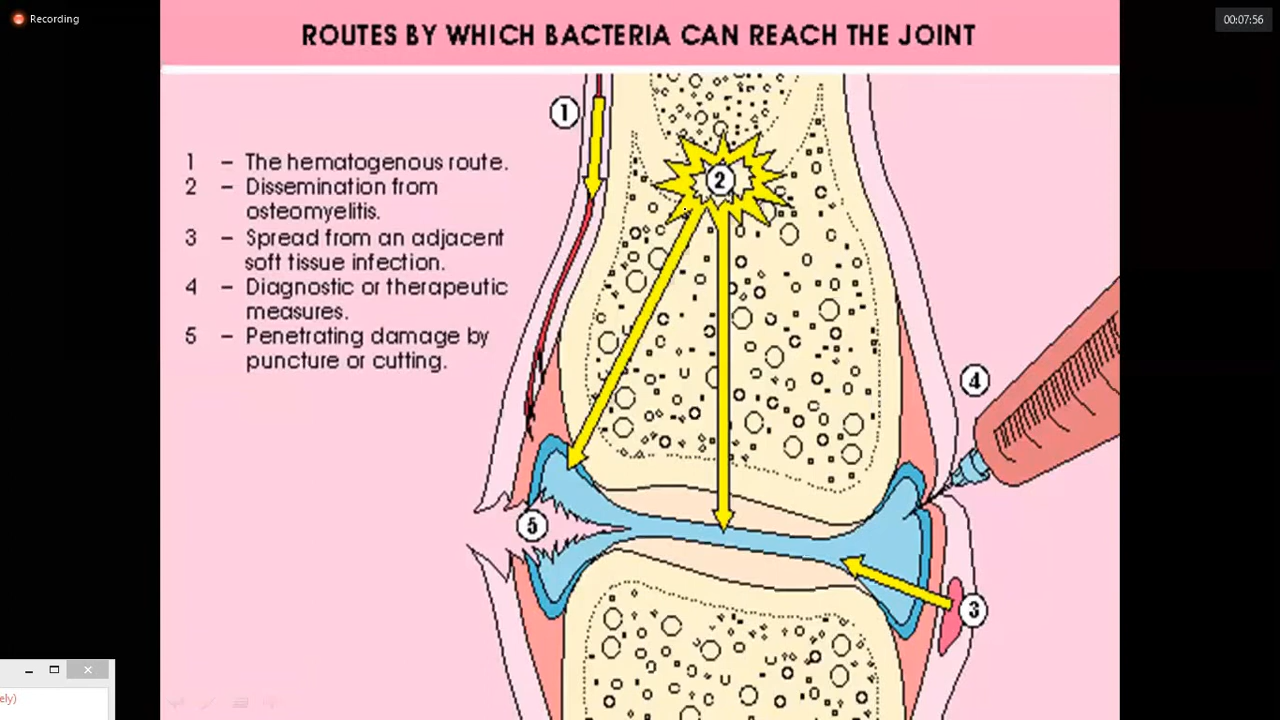 Recording
00:07:56
ROUTES BY WHICH BACTERIA CAN REACH THE JOINT
1 – The hematogenous route.
2 – Dissemination from
osteomyelitis.
3 – Spread from an adjacent
soft tissue infection.
4 – Diagnostic or therapeutic
measures.
5 – Penetrating damage by
puncture or cutting.
1
2
4
5
3
ely)